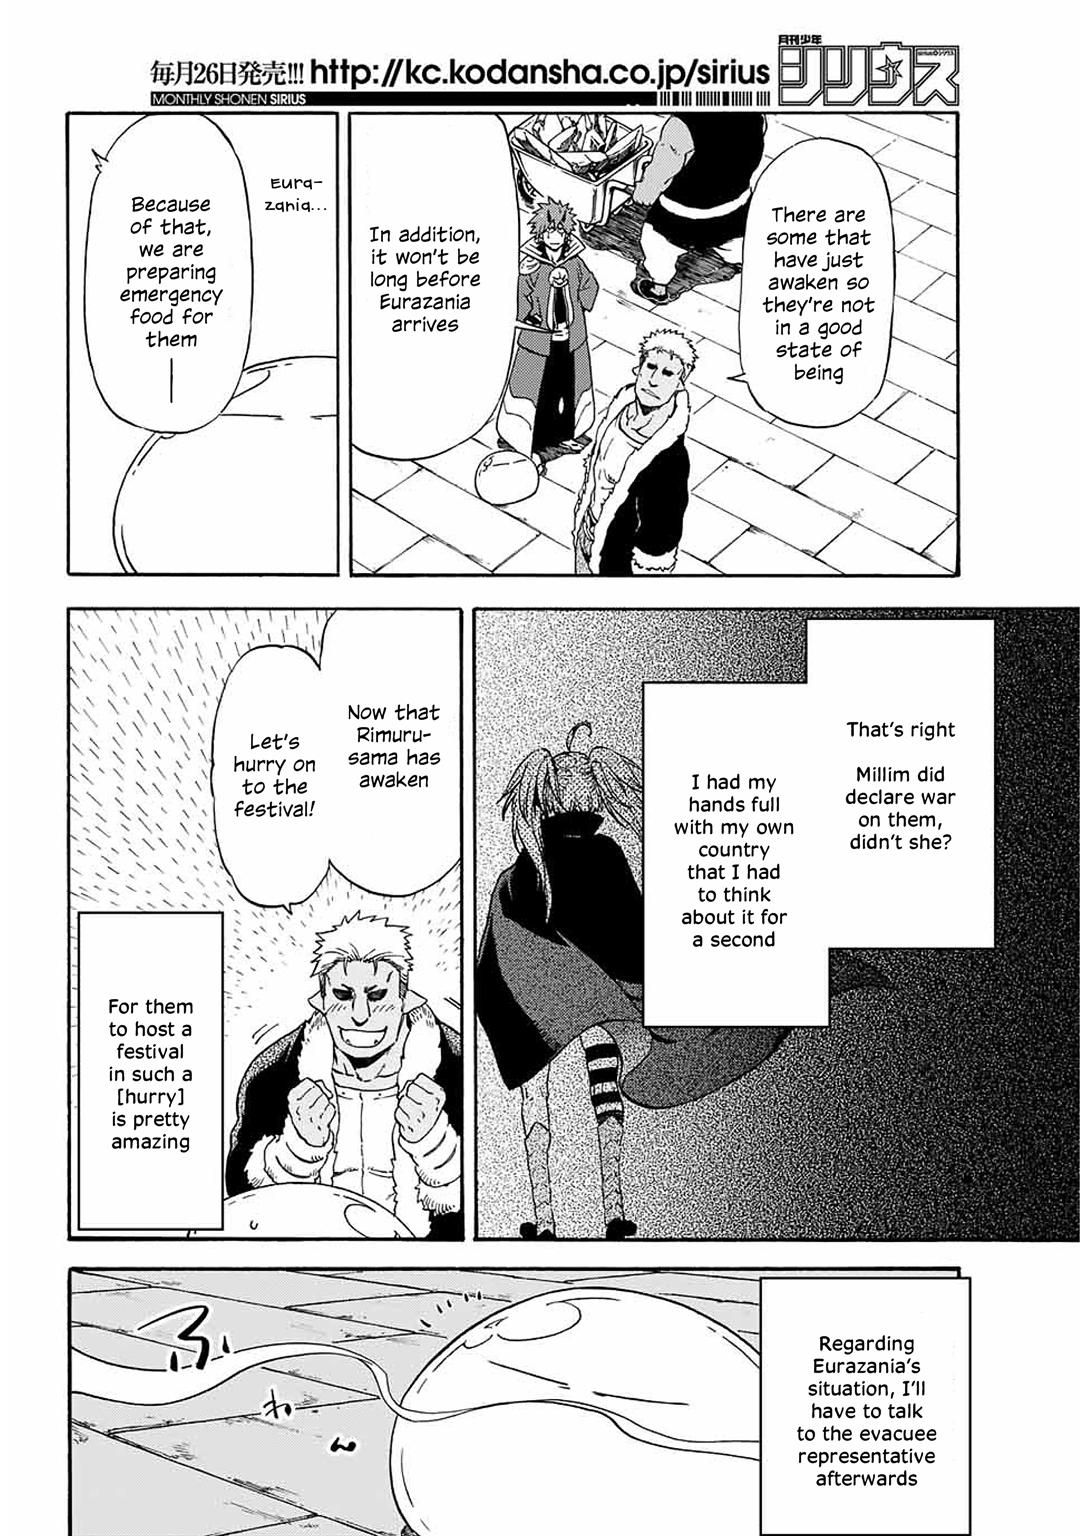 月刊少年
シリウス
毎月26日発売!!! http://kc.kodansha.co.jp/sirius
MONTHLY SHONEN SIRIUS
There are
some that
have just
awaken so
they're not
in a good
state of
being
In addition,
it won't be
long before
Eurazania
arrives
Eura-
zania...
Because
of that,
we are
preparing
emergency
food for
them
—
That's right
Millim did
declare war
on them,
didn't she?
I had my
hands full
with my own
country
that I had
to think
about it for
a second
Now that
Rimuru-
sama has
awaken
Let's
hurry on
to the
festival!
For them
to host a
festival
in such a
[hurry]
is pretty
amazing
Regarding
Eurazania's
situation, I'll
have to talk
to the evacuee
representative
afterwards
ふ
わ
ん